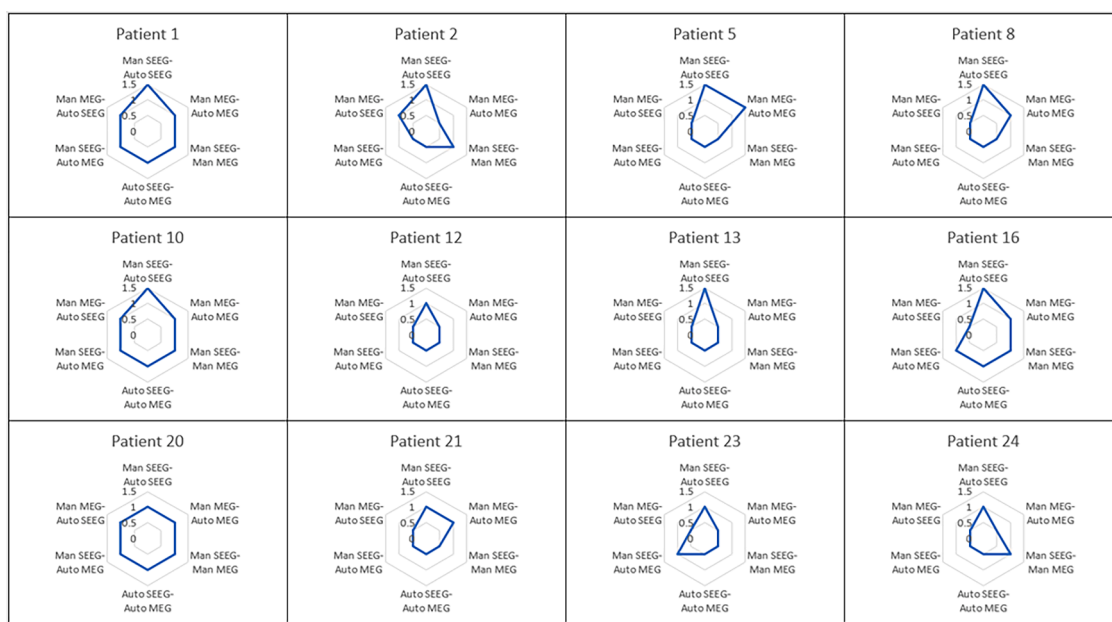 Patient 1
Man SEEG-
Auto SEEG
1.5
1
0.5
0
Man MEG-
Auto MEG
Man SEEG-
Man MEG
Auto SEEG-
Auto MEG
Man SEEG-
Auto MEG
Man MEG-
Auto SEEG
Patient 2
Man SEEG-
Auto SEEG
1.5
1
0.5
0
Man MEG-
Auto MEG
Man SEEG-
Man MEG
Auto SEEG-
Auto MEG
Man SEEG-
Auto MEG
Man MEG-
Auto SEEG
Patient 5
Man SEEG-
Auto SEEG
1.5
1
0.5
0
Man MEG-
Auto MEG
Man SEEG-
Man MEG
Auto SEEG-
Auto MEG
Man SEEG-
Auto MEG
Man MEG-
Auto SEEG
Patient 8
Man SEEG-
Auto SEEG
1.5
1
0.5
0
Man MEG-
Auto MEG
Man SEEG-
Man MEG
Auto SEEG-
Auto MEG
Man SEEG-
Auto MEG
Man MEG-
Auto SEEG
Patient 10
Man SEEG-
Auto SEEG
1.5
1
0.5
0
Man MEG-
Auto MEG
Man SEEG-
Man MEG
Auto SEEG-
Auto MEG
Man SEEG-
Auto MEG
Man MEG-
Auto SEEG
Patient 12
Man SEEG-
Auto SEEG
1.5
1
0.5
0
Man MEG-
Auto MEG
Man SEEG-
Man MEG
Auto SEEG-
Auto MEG
Man SEEG-
Auto MEG
Man MEG-
Auto SEEG
Patient 13
Man SEEG-
Auto SEEG
1.5
1
0.5
0
Man MEG-
Auto MEG
Man SEEG-
Man MEG
Auto SEEG-
Auto MEG
Man SEEG-
Auto MEG
Man MEG-
Auto SEEG
Patient 16
Man SEEG-
Auto SEEG
1.5
1
0.5
0
Man MEG-
Auto MEG
Man SEEG-
Man MEG
Auto SEEG-
Auto MEG
Man SEEG-
Auto MEG
Man MEG-
Auto SEEG
Patient 20
Man SEEG-
Auto SEEG
1.5
1
0.5
0
Man MEG-
Auto MEG
Man SEEG-
Man MEG
Auto SEEG-
Auto MEG
Man SEEG-
Auto MEG
Man MEG-
Auto SEEG
Patient 21
Man SEEG-
Auto SEEG
1.5
1
0.5
0
Man MEG-
Auto MEG
Man SEEG-
Man MEG
Auto SEEG-
Auto MEG
Man SEEG-
Auto MEG
Man MEG-
Auto SEEG
Patient 23
Man SEEG-
Auto SEEG
1.5
1
0.5
0
Man MEG-
Auto MEG
Man SEEG-
Man MEG
Auto SEEG-
Auto MEG
Man SEEG-
Auto MEG
Man MEG-
Auto SEEG
Patient 24
Man SEEG-
Auto SEEG
1.5
1
0.5
0
Man MEG-
Auto MEG
Man SEEG-
Man MEG
Auto SEEG-
Auto MEG
Man SEEG-
Auto MEG
Man MEG-
Auto SEEG